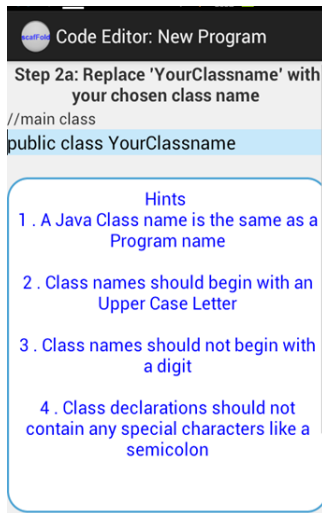 scafFold
Code Editor: New Program
Step 2a: Replace 'YourClassname' with
your chosen class name
//main class
public class YourClassname
Hints
1 . A Java Class name is the same as a
Program name
2 . Class names should begin with an
Upper Case Letter
3 . Class names should not begin with
a digit
4 . Class declarations should not
contain any special characters like a
semicolon